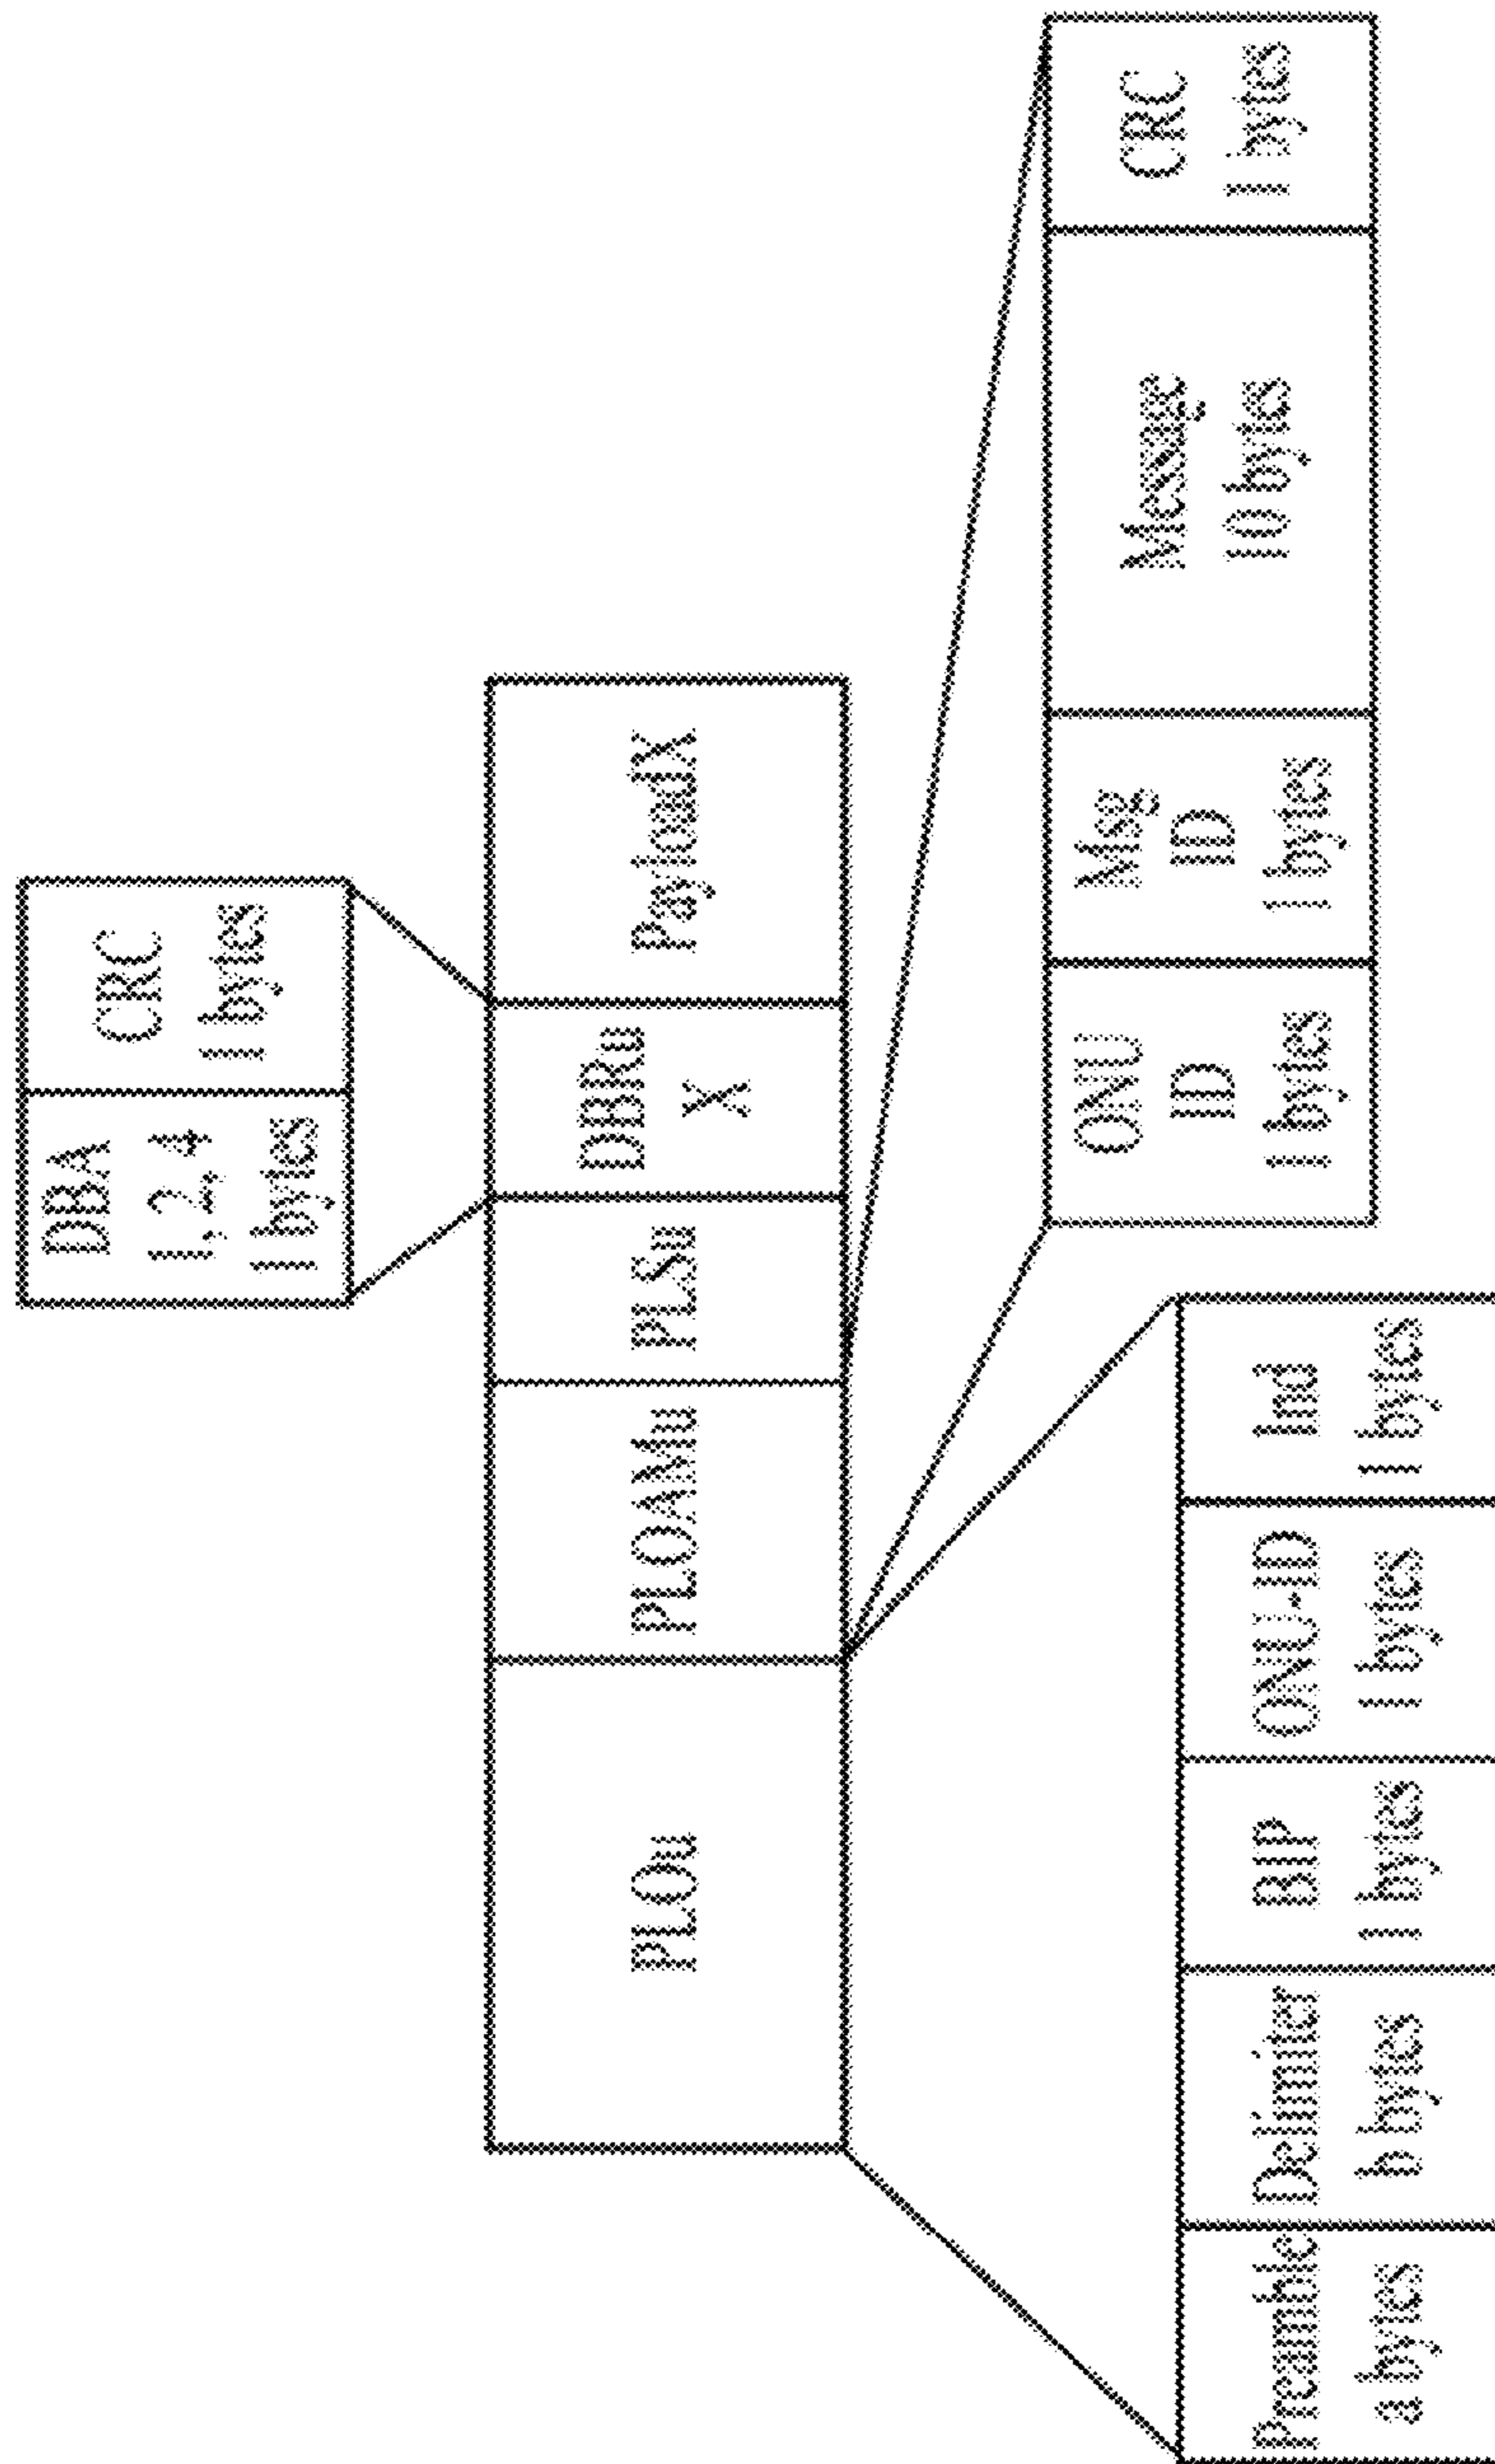 DBA
1, 2,4
1 bytes
CRC
1 bytes
PLOu
PLOAMu
PLSu
DBRu
X
PayloadX
ONU
ID
1 bytes
Msg
ID
1 bytes
Message
10 bytes
CRC
1 bytes
Preamble
a bytes
Delimiter
b bytes
BIP
1 bytes
ONU-ID
1 bytes
Ind
1 bytes